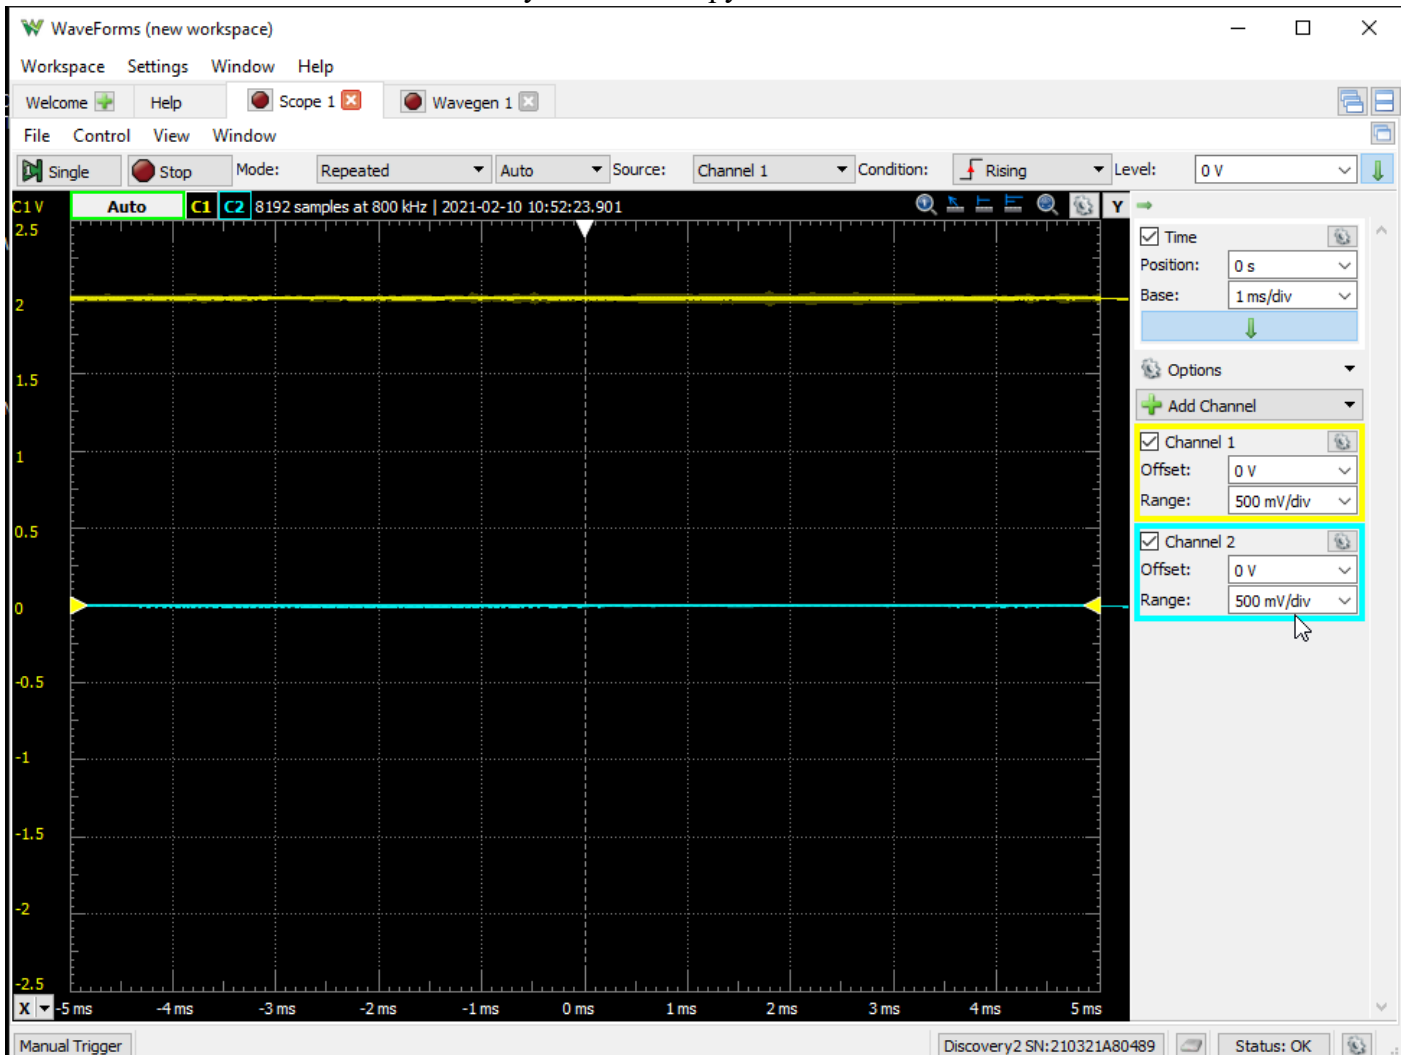 WaveForms (new workspace)
Workspace Settings Window Help
Welcome Help Scope 1 Wavegen 1
File Control View Window
Single Stop Mode: Repeated Auto Source: Channel 1 Condition: Rising Level: 0 V
C1 V Auto C1 C2 8192 samples at 800 kHz | 2021-02-10 10:52:23.901 Y
2.5
2
1.5
1
0.5
0
-0.5
-1
-1.5
-2
-2.5
X -5 ms -4 ms -3 ms -2 ms -1 ms 0 ms 1 ms 2 ms 3 ms 4 ms 5 ms
Time
Position: 0 s
Base: 1 ms/div
Options
Add Channel
Channel 1
Offset: 0 V
Range: 500 mV/div
Channel 2
Offset: 0 V
Range: 500 mV/div
Manual Trigger Discovery2 SN:210321A80489 Status: OK